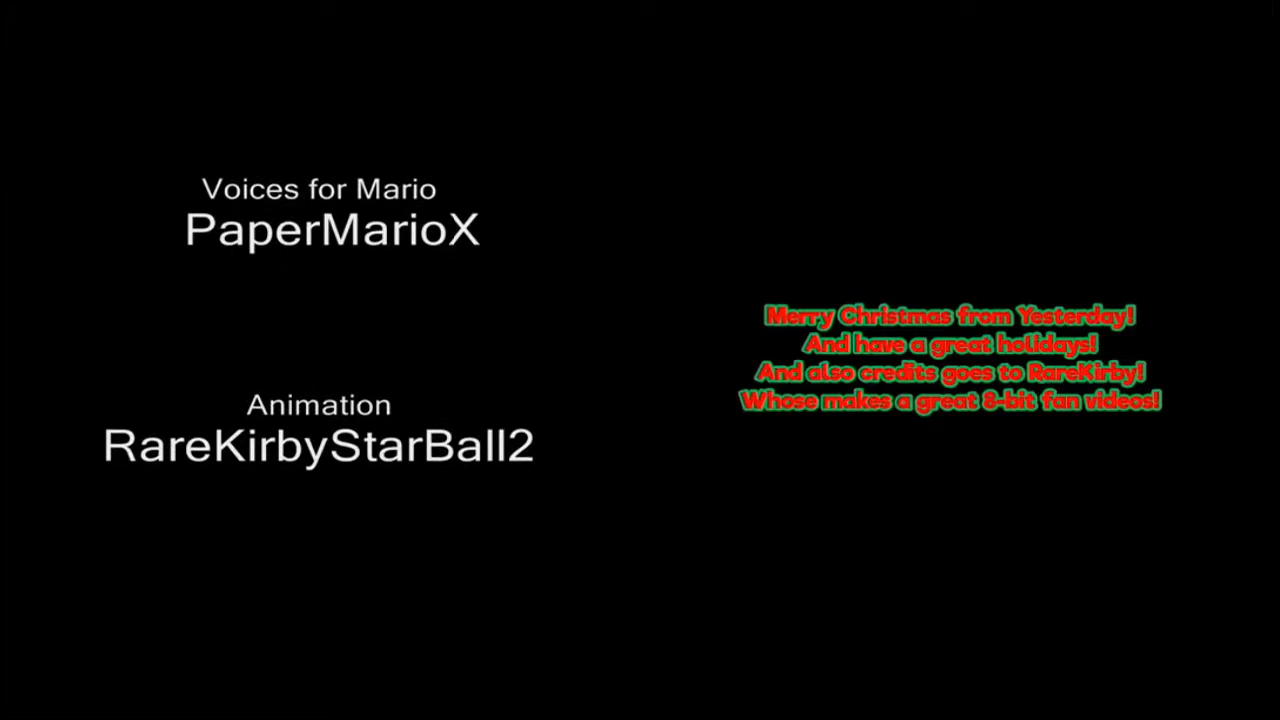 Voices for Mario
PaperMarioX
Animation
RareKirbyStarBall2
Merry Christmas from Yesterday!
And have a great holidays!
And also credits goes to RareKirby!
Whose makes a great 8-bit fan videos!